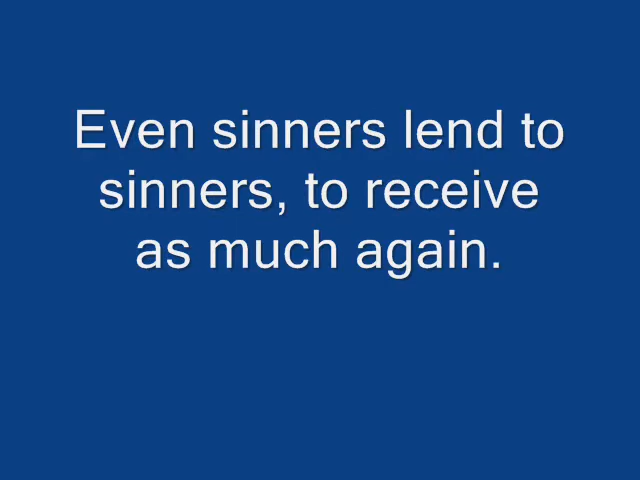 Even sinners lend to
sinners, to receive
as much again.